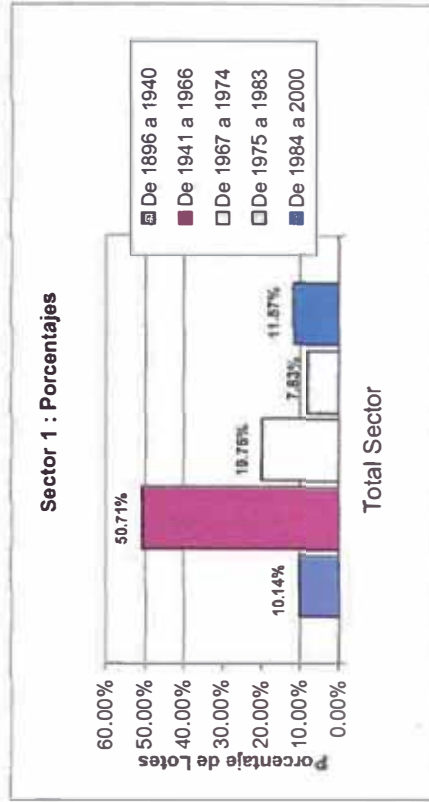 Sector 1 : Porcentajes
Porcentaje de Lotes
60.00%
50.00%
40.00%
30.00%
20.00%
10.00%
0.00%
10.14%
50.71%
19.75%
7.83%
11.57%
Total Sector
De 1896 a 1940
De 1941 a 1966
De 1967 a 1974
De 1975 a 1983
De 1984 a 2000